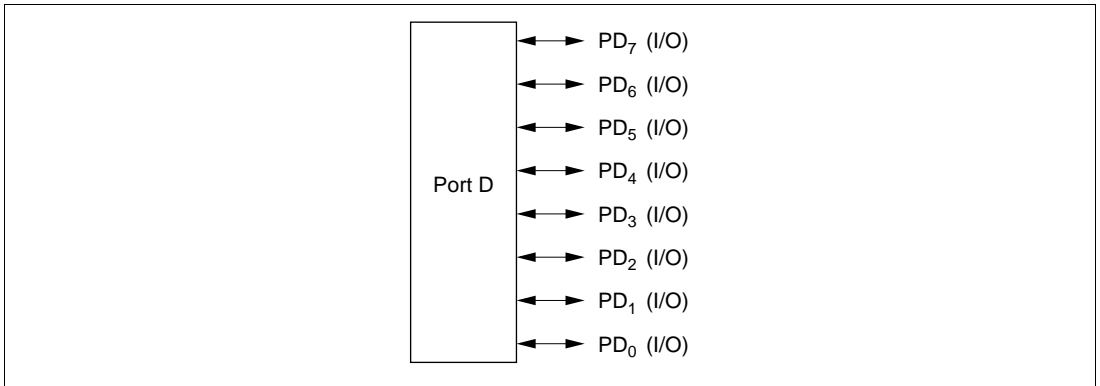 PD₇ (I/O)
PD₆ (I/O)
PD₅ (I/O)
PD₄ (I/O)
Port D
PD₃ (I/O)
PD₂ (I/O)
PD₁ (I/O)
PD₀ (I/O)